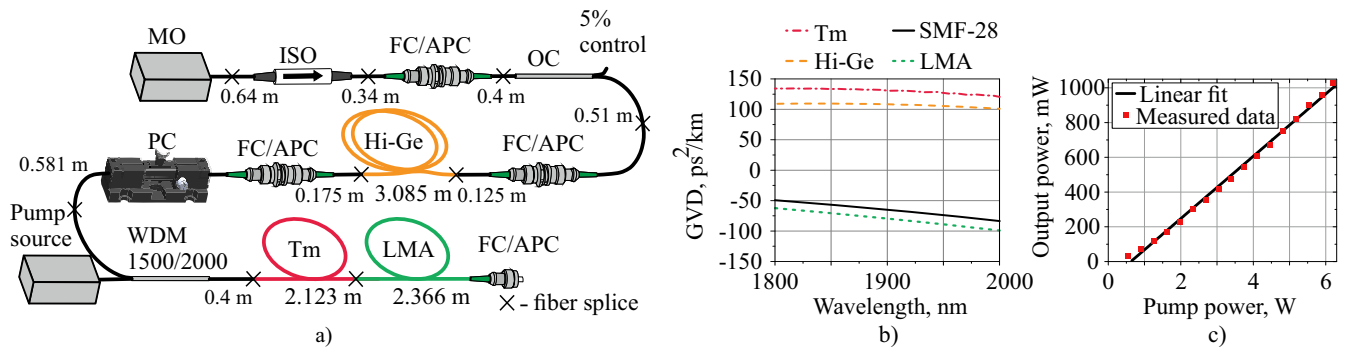 MO
ISO
FC/APC
OC
5%
control
0.64 m
0.34 m
0.4 m
0.51 m
0.581 m
PC
FC/APC
Hi-Ge
FC/APC
0.175 m
3.085 m
0.125 m
Pump
source
WDM
1500/2000
Tm
LMA
FC/APC
0.4 m
2.123 m
2.366 m
- fiber splice
a)
Tm
SMF-28
Hi-Ge
LMA
GVD, ps²/km
150
100
50
0
-50
-100
-150
1800
1900
2000
Wavelength, nm
b)
Output power, mW
1000
800
600
400
200
0
Linear fit
Measured data
0
2
4
6
Pump power, W
c)